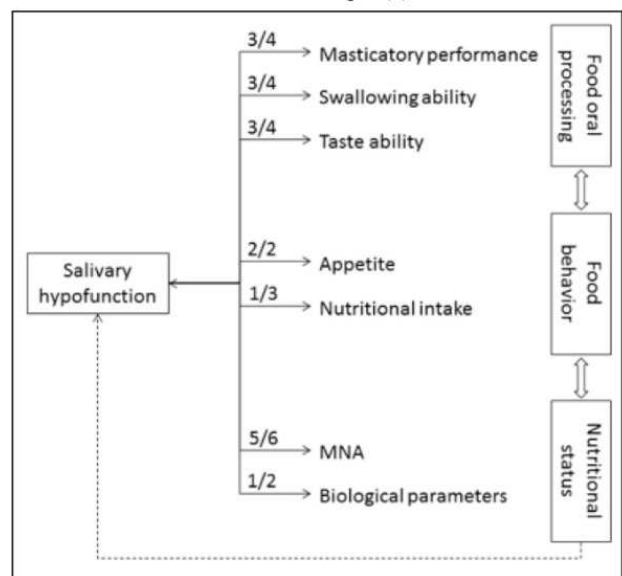 3/4
Masticatory performance
3/4
Swallowing ability
3/4
Taste ability
Food oral
processing
Salivary
hypofunction
2/2
Appetite
1/3
Nutritional intake
Food
behavior
5/6
MNA
1/2
Biological parameters
Nutritional
status